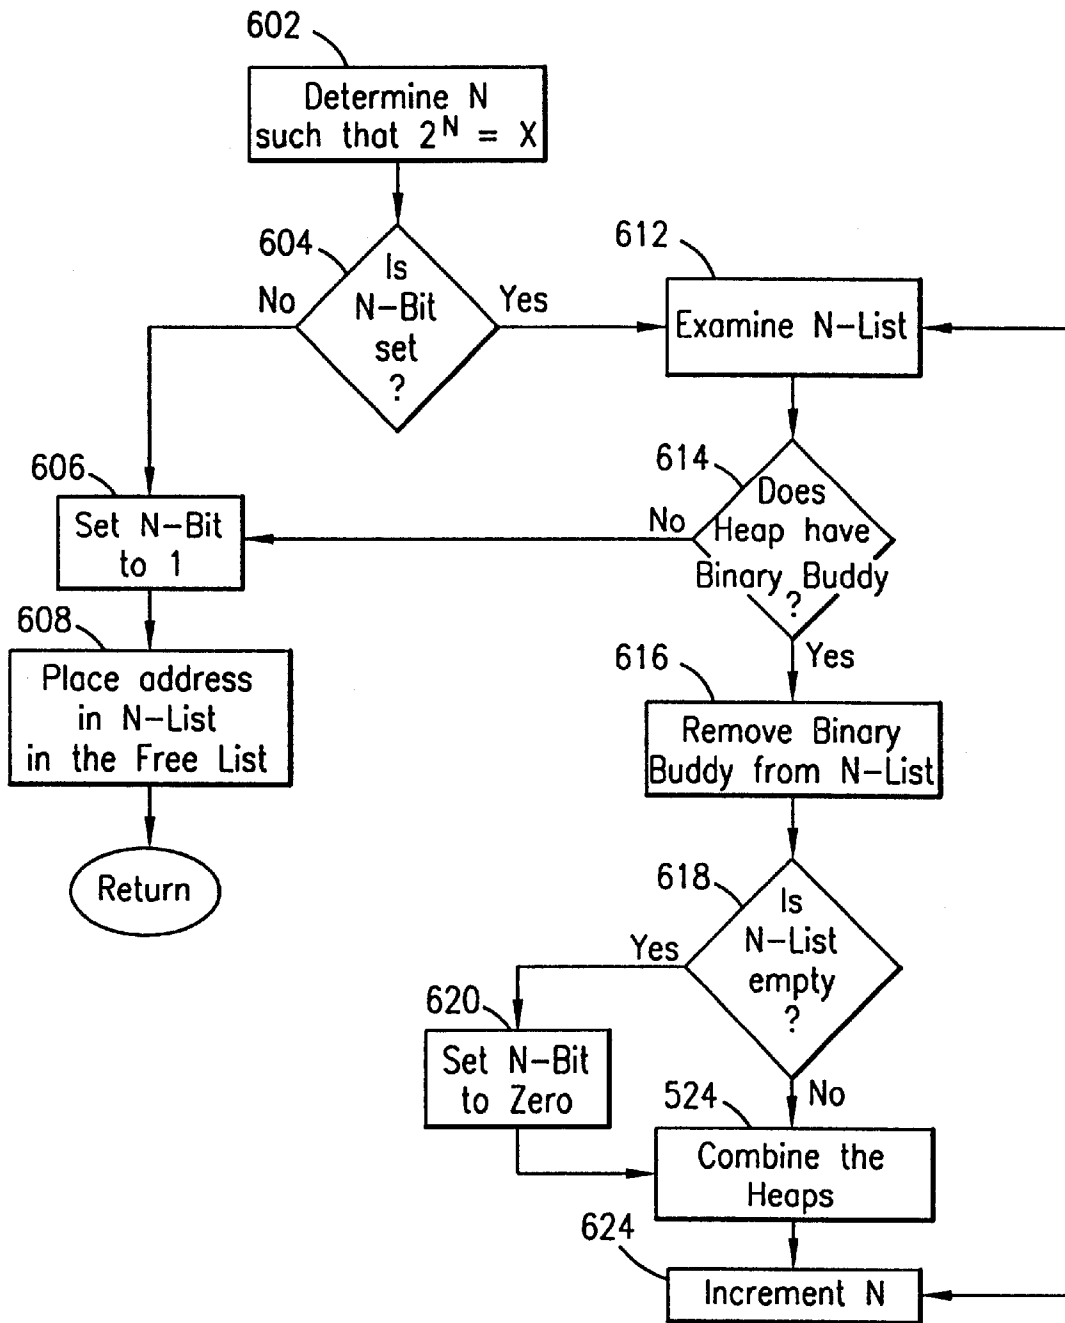 602
Determine N
such that 2^N = X
604
Is
N-Bit
set
?
No
Yes
612
Examine N-List
606
Set N-Bit
to 1
614
Does
Heap have
Binary Buddy
?
No
Yes
608
Place address
in N-List
in the Free List
Return
616
Remove Binary
Buddy from N-List
618
Is
N-List
empty
?
Yes
No
620
Set N-Bit
to Zero
524
Combine the
Heaps
624
Increment N